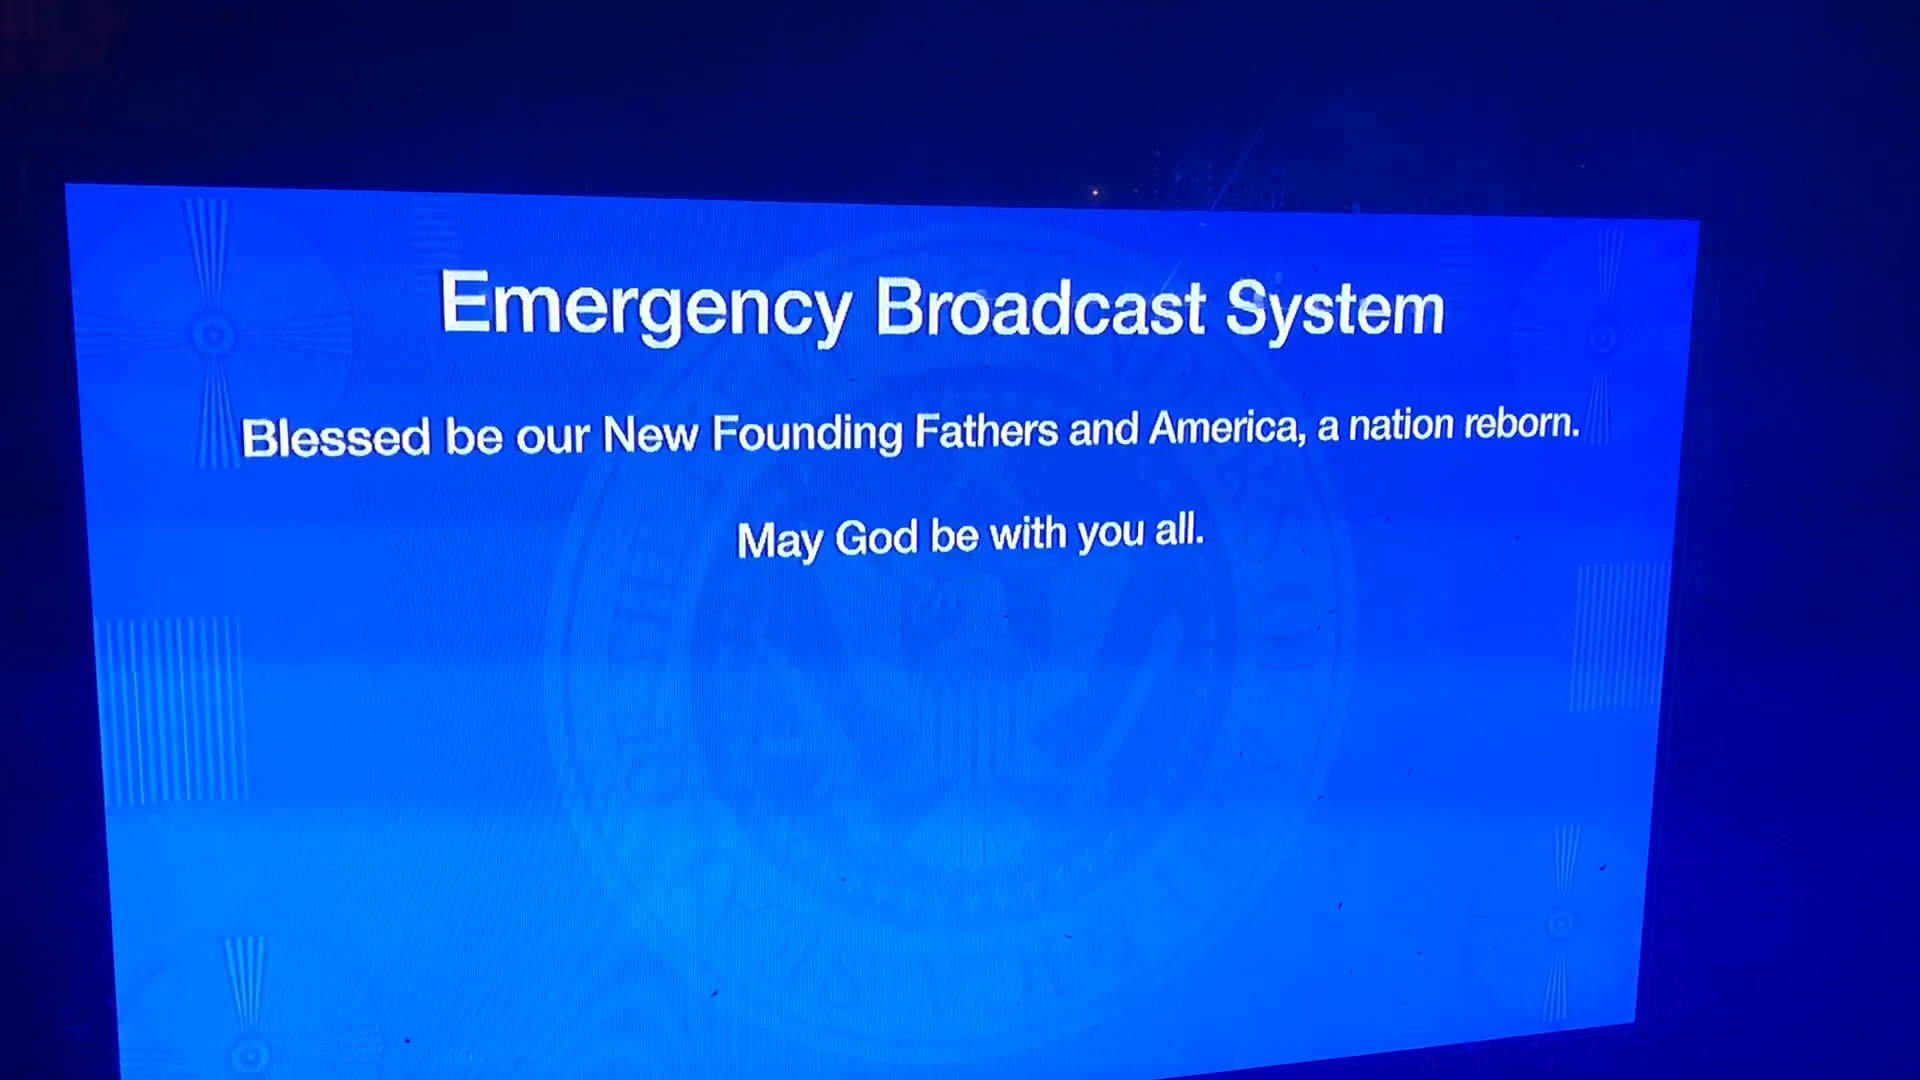 Emergency Broadcast System
Blessed be our New Founding Fathers and America, a nation reborn.
May God be with you all.